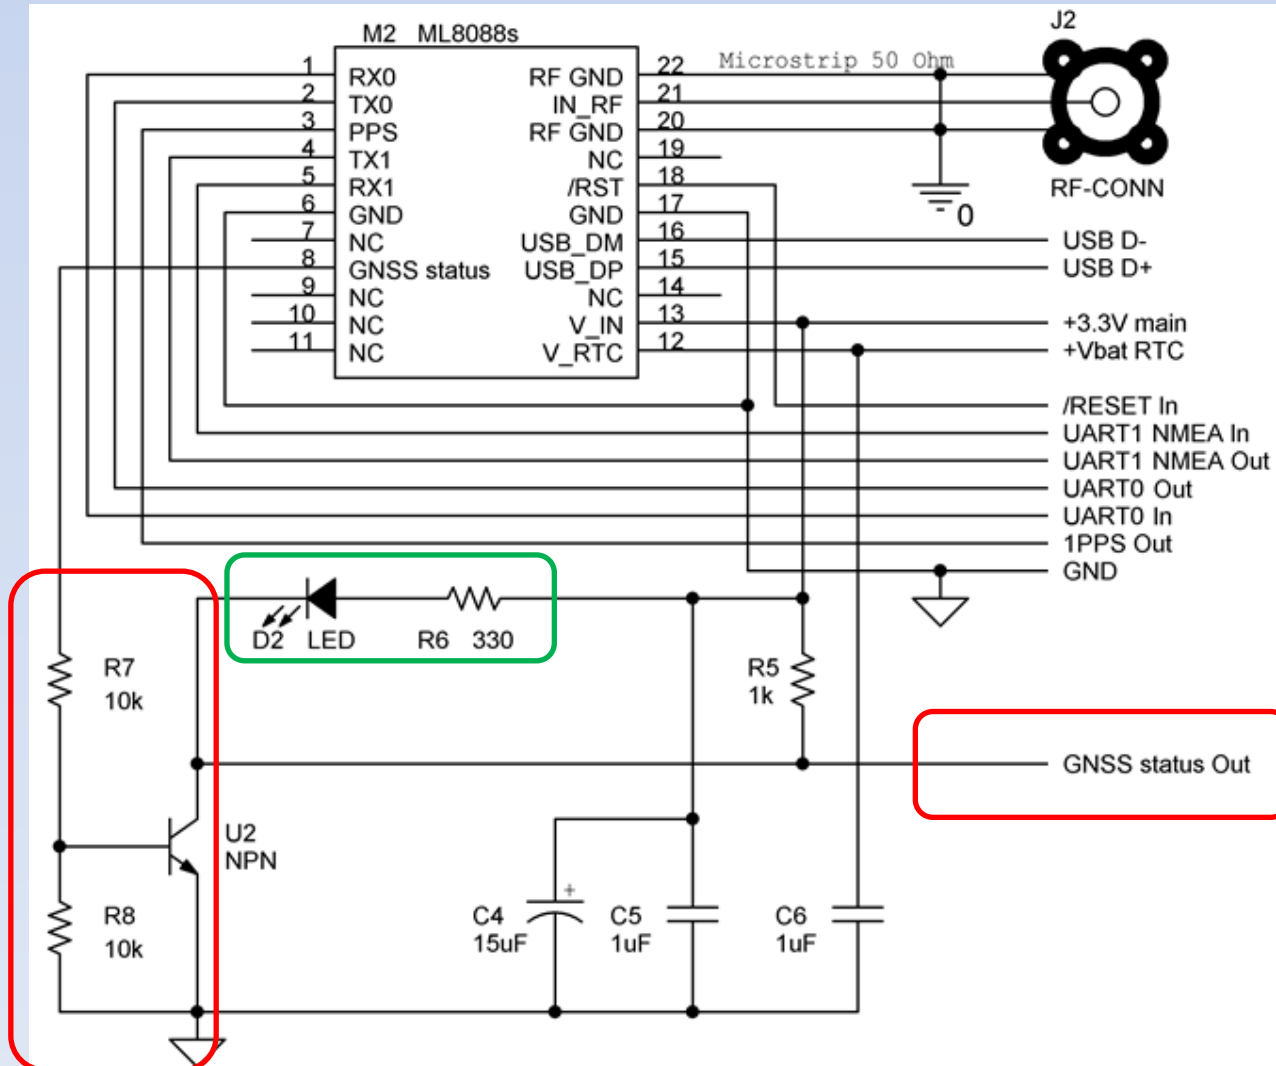 M2 ML8088s
J2
Microstrip 50 Ohm
1 RX0 RF GND 22
2 TX0 IN_RF 21
3 PPS RF GND 20
4 TX1 NC 19
5 RX1 /RST 18
6 GND GND 17
7 NC USB_DM 16
8 GNSS status USB_DP 15
9 NC NC 14
10 NC V_IN 13
11 NC V_RTC 12
RF-CONN
0
USB D-
USB D+
+3.3V main
+Vbat RTC
/RESET In
UART1 NMEA In
UART1 NMEA Out
UART0 Out
UART0 In
1PPS Out
GND
D2 LED
R6 330
R7
10k
R5
1k
GNSS status Out
U2
NPN
R8
10k
+
C4
15uF
C5
1uF
C6
1uF